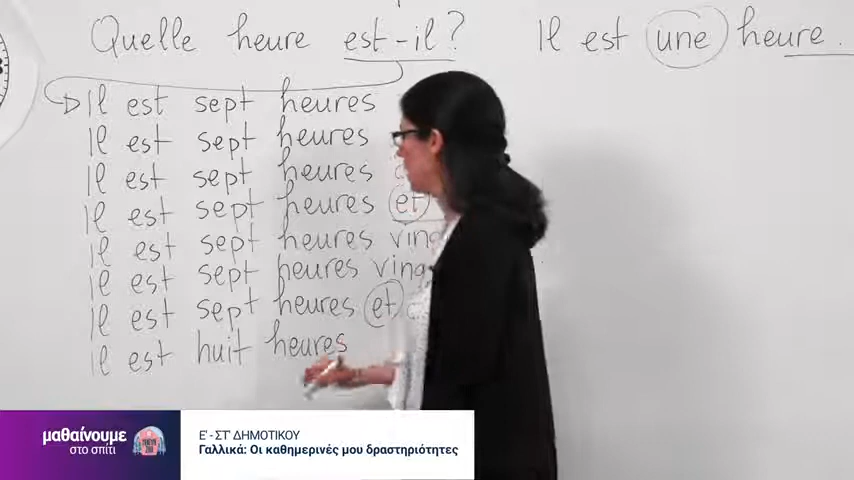 Quelle heure est-il?
Il est une heure.
Il est sept heures
Il est sept heures
Il est sept heures
Il est sept heures et
Il est sept heures
Il est sept heures
Il est sept heures et
Il est huit heures
μαθαίνουμε
στο σπίτι
Ε' - ΣΤ' ΔΗΜΟΤΙΚΟΥ
Γαλλικά: Οι καθημερινές μου δραστηριότητες